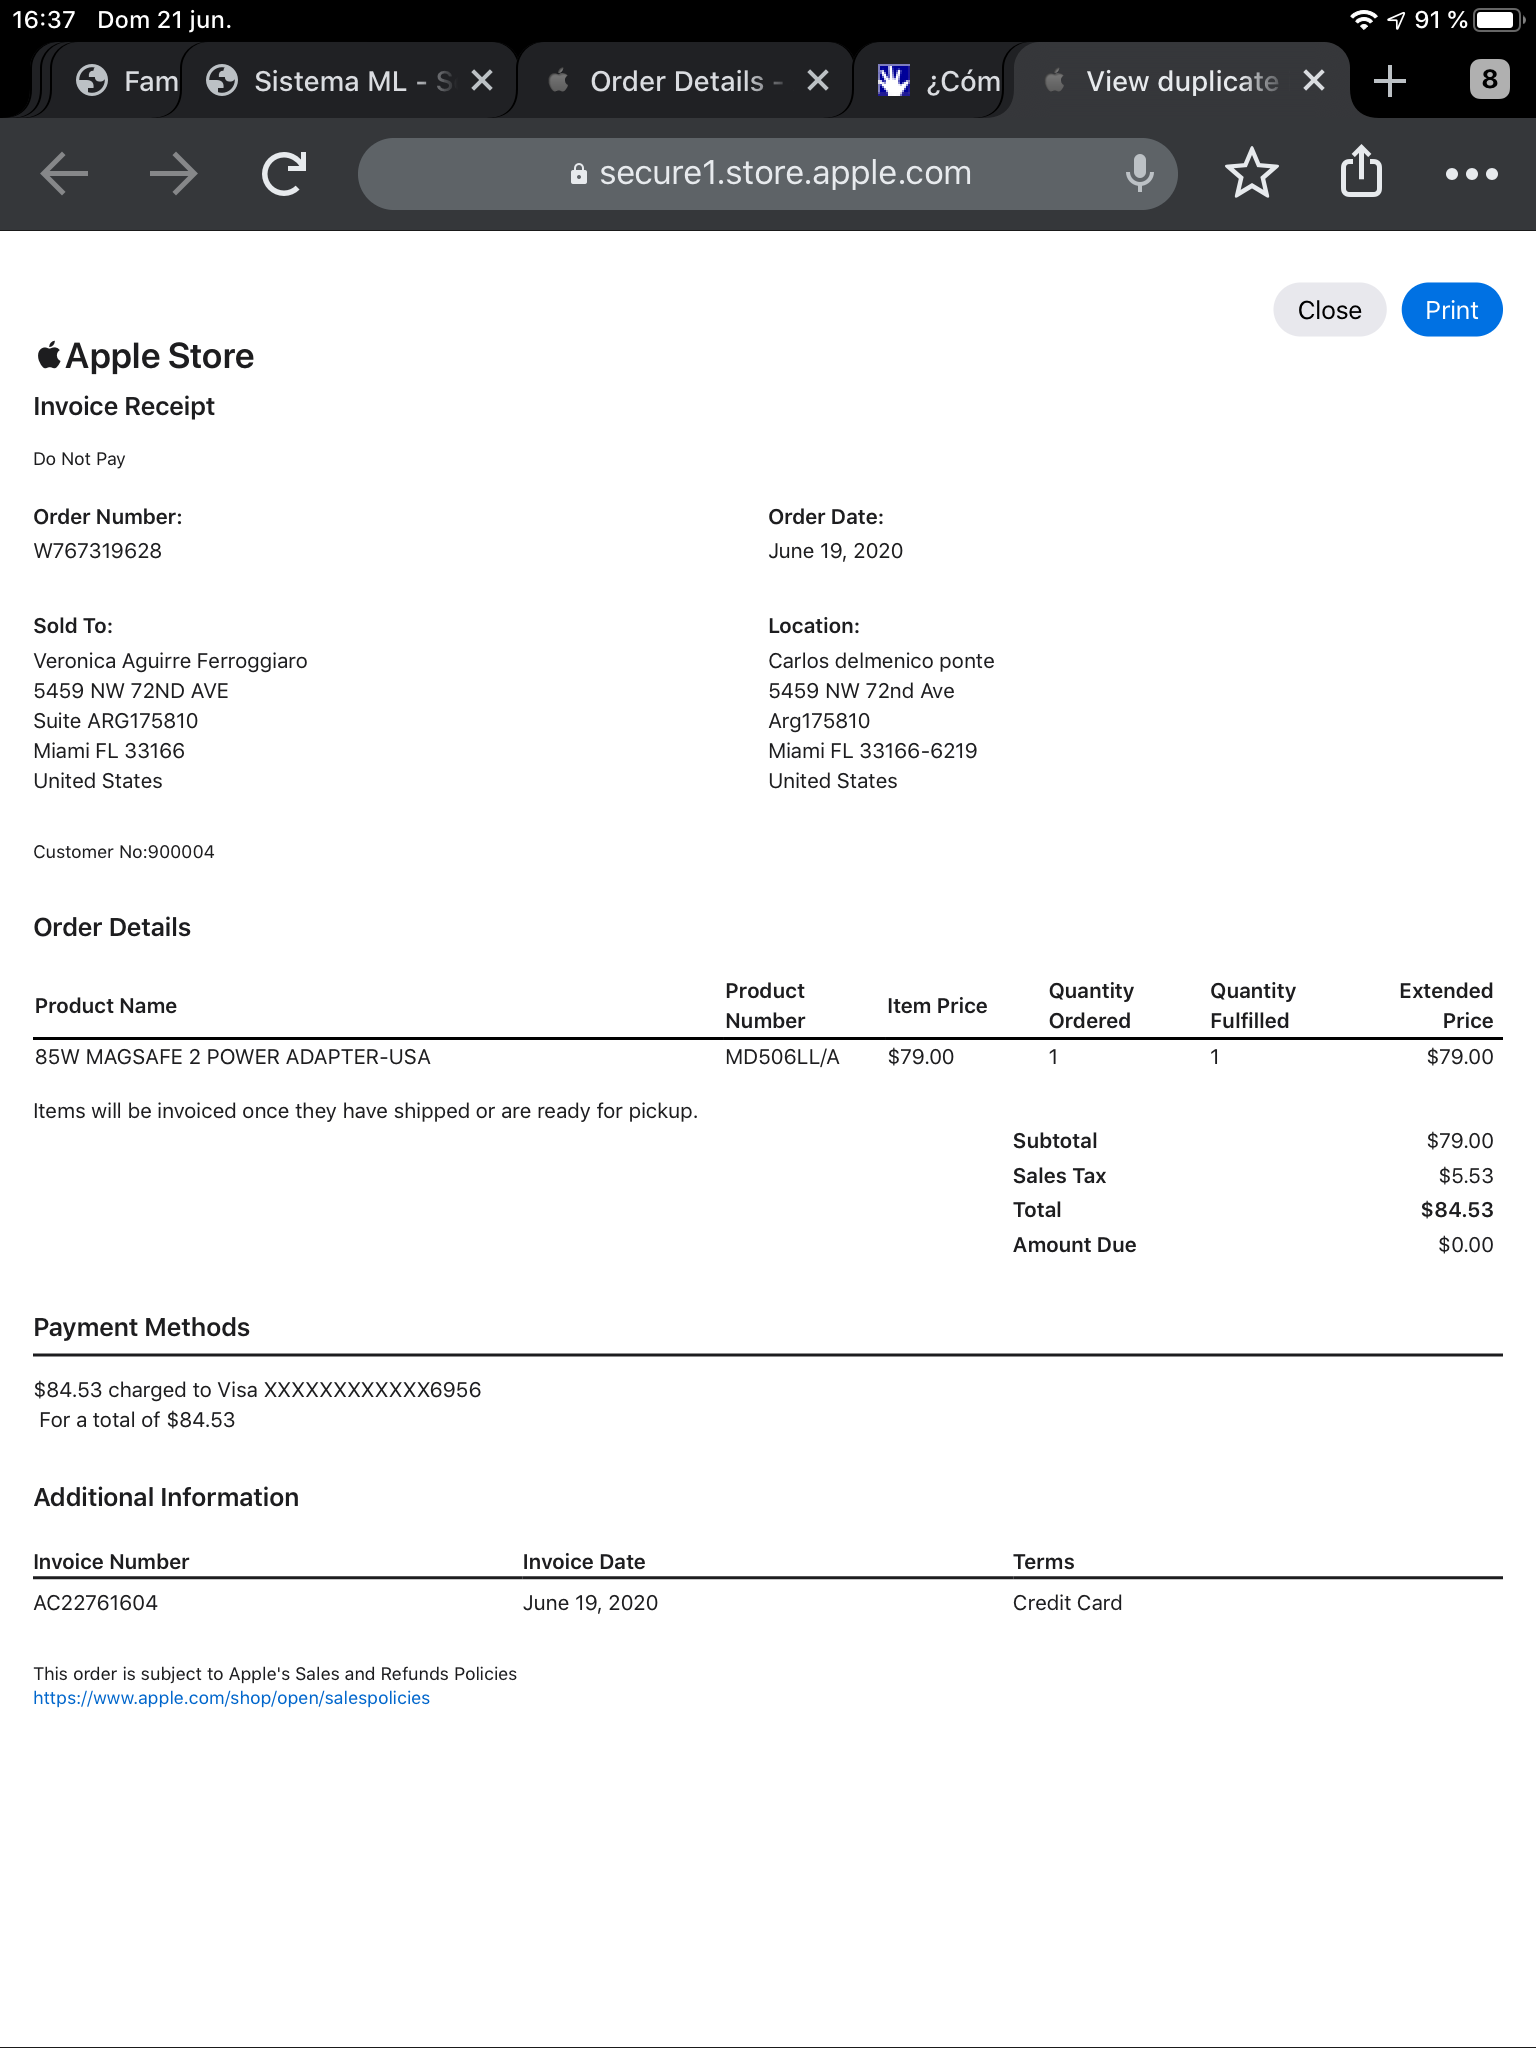 16:37 Dom 21 jun. 91 %
Fam Sistema ML - S Order Details - ¿Cóm View duplicate 8
secure1.store.apple.com
Close Print
Apple Store
Invoice Receipt
Do Not Pay
Order Number: Order Date:
W767319628 June 19, 2020
Sold To: Location:
Veronica Aguirre Ferroggiaro Carlos delmenico ponte
5459 NW 72ND AVE 5459 NW 72nd Ave
Suite ARG175810 Arg175810
Miami FL 33166 Miami FL 33166-6219
United States United States
Customer No:900004
Order Details
Product Name Product Number Item Price Quantity Ordered Quantity Fulfilled Extended Price
85W MAGSAFE 2 POWER ADAPTER-USA MD506LL/A $79.00 1 1 $79.00
Items will be invoiced once they have shipped or are ready for pickup.
Subtotal $79.00
Sales Tax $5.53
Total $84.53
Amount Due $0.00
Payment Methods
$84.53 charged to Visa XXXXXXXXXXXX6956
For a total of $84.53
Additional Information
Invoice Number Invoice Date Terms
AC22761604 June 19, 2020 Credit Card
This order is subject to Apple's Sales and Refunds Policies
https://www.apple.com/shop/open/salespolicies